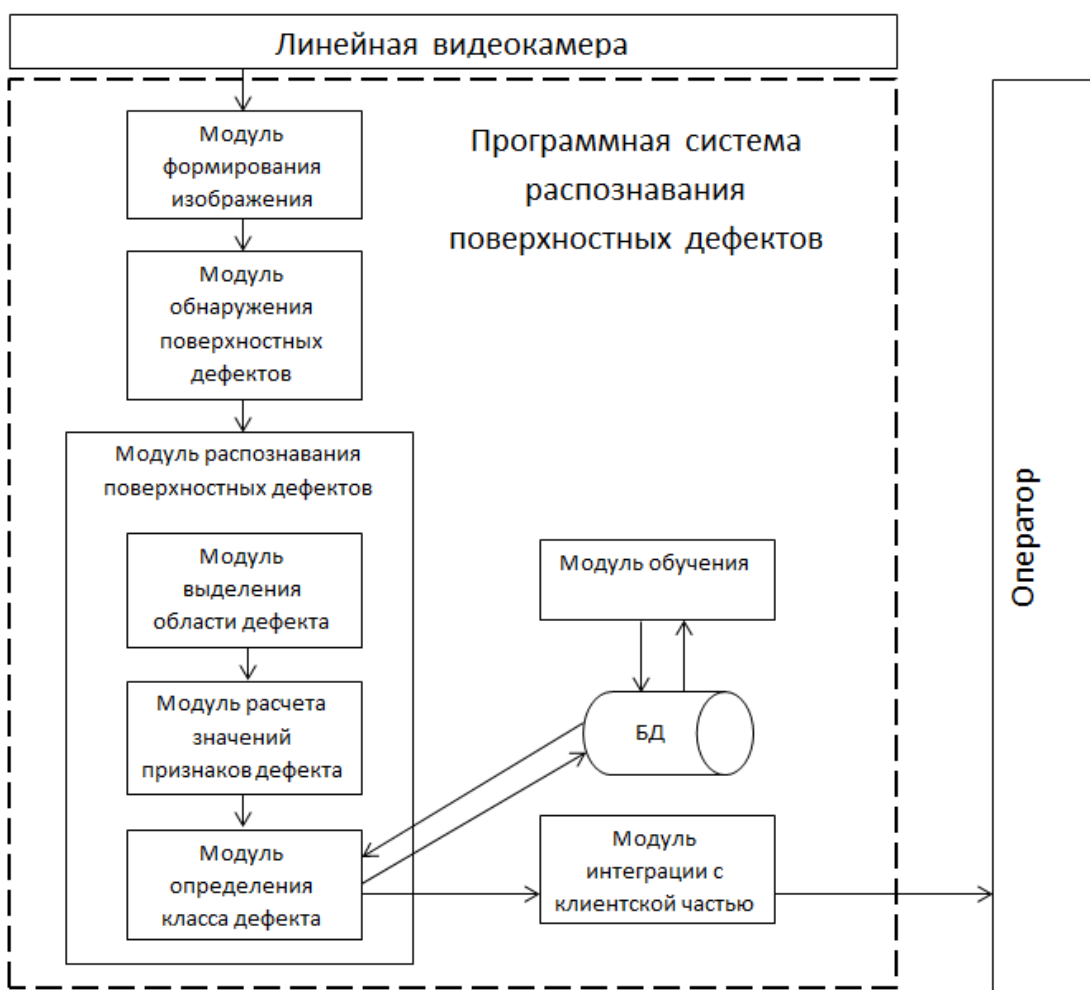 Линейная видеокамера
Модуль
формирования
изображения
Программная система
распознавания
поверхностных дефектов
Модуль
обнаружения
поверхностных
дефектов
Модуль распознавания
поверхностных дефектов
Модуль
выделения
области дефекта
Модуль расчета
значений
признаков дефекта
Модуль
определения
класса дефекта
Модуль обучения
БД
Модуль
интеграции с
клиентской частью
Оператор